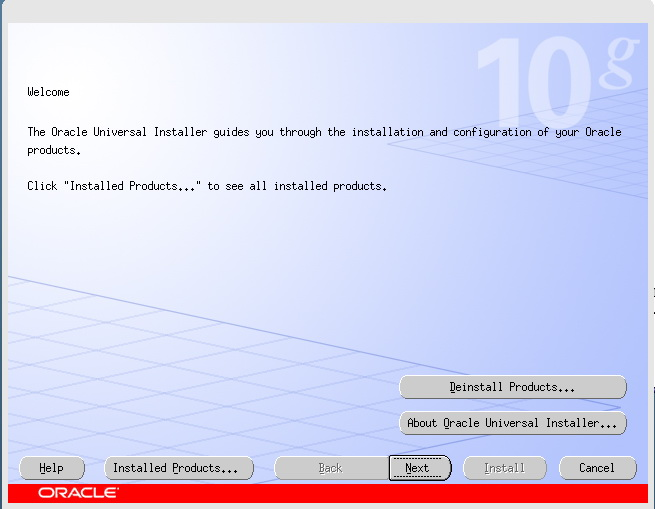 10g
Welcome
The Oracle Universal Installer guides you through the installation and configuration of your Oracle
products.
Click "Installed Products..." to see all installed products.
Deinstall Products...
About Oracle Universal Installer...
Help Installed Products... Back Next Install Cancel
ORACLE